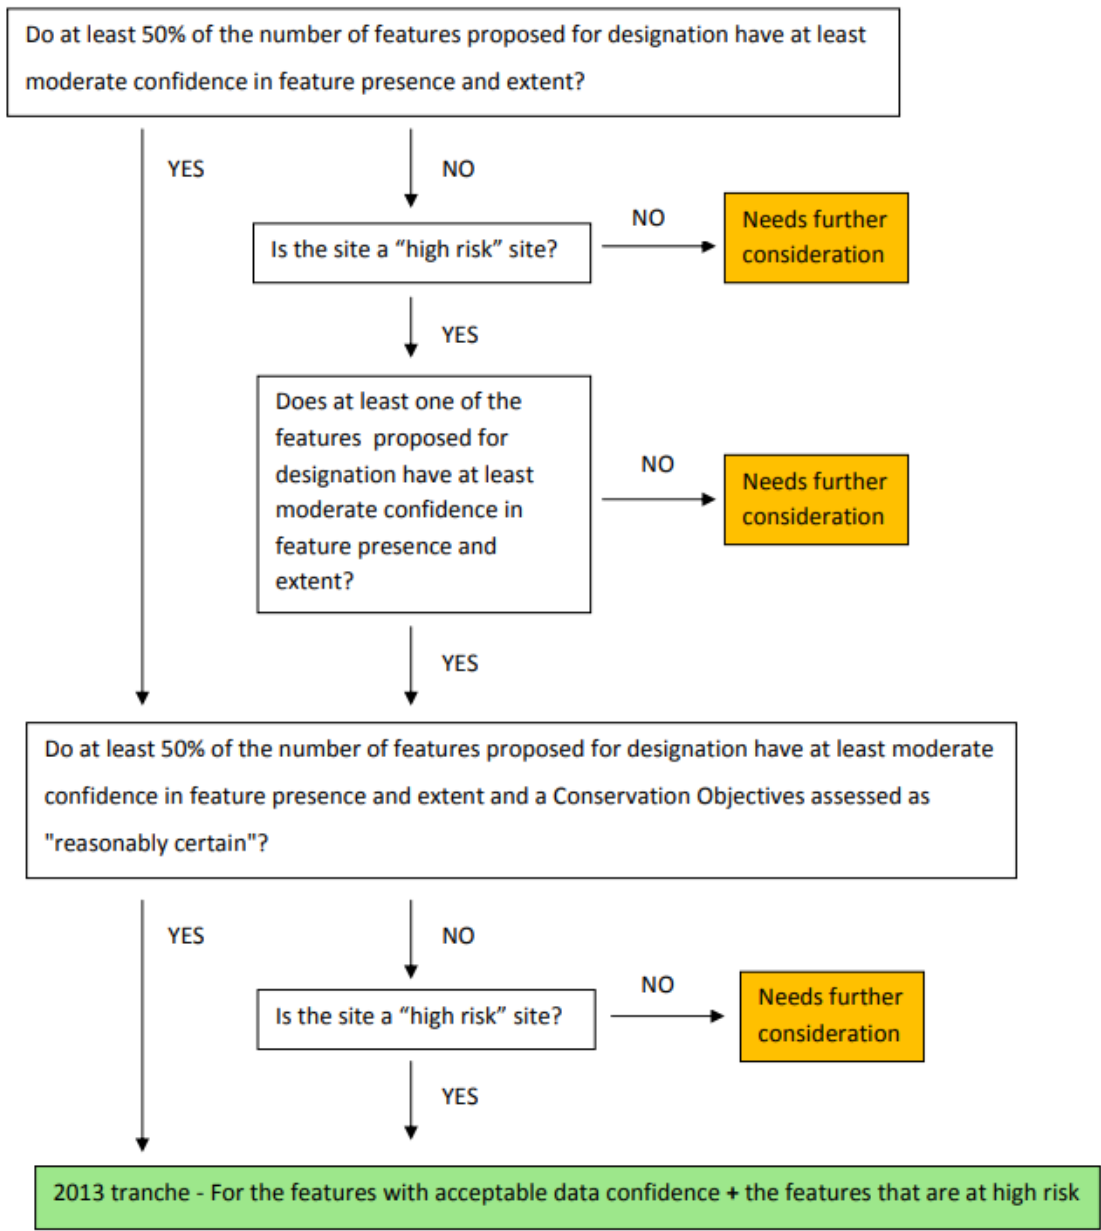 Do at least 50% of the number of features proposed for designation have at least
moderate confidence in feature presence and extent?
YES
NO
Is the site a “high risk” site?
NO
Needs further
consideration
YES
Does at least one of the
features  proposed for
designation have at least
moderate confidence in
feature presence and
extent?
NO
Needs further
consideration
YES
Do at least 50% of the number of features proposed for designation have at least moderate
confidence in feature presence and extent and a Conservation Objectives assessed as
"reasonably certain"?
YES
NO
Is the site a “high risk” site?
NO
Needs further
consideration
YES
2013 tranche - For the features with acceptable data confidence + the features that are at high risk